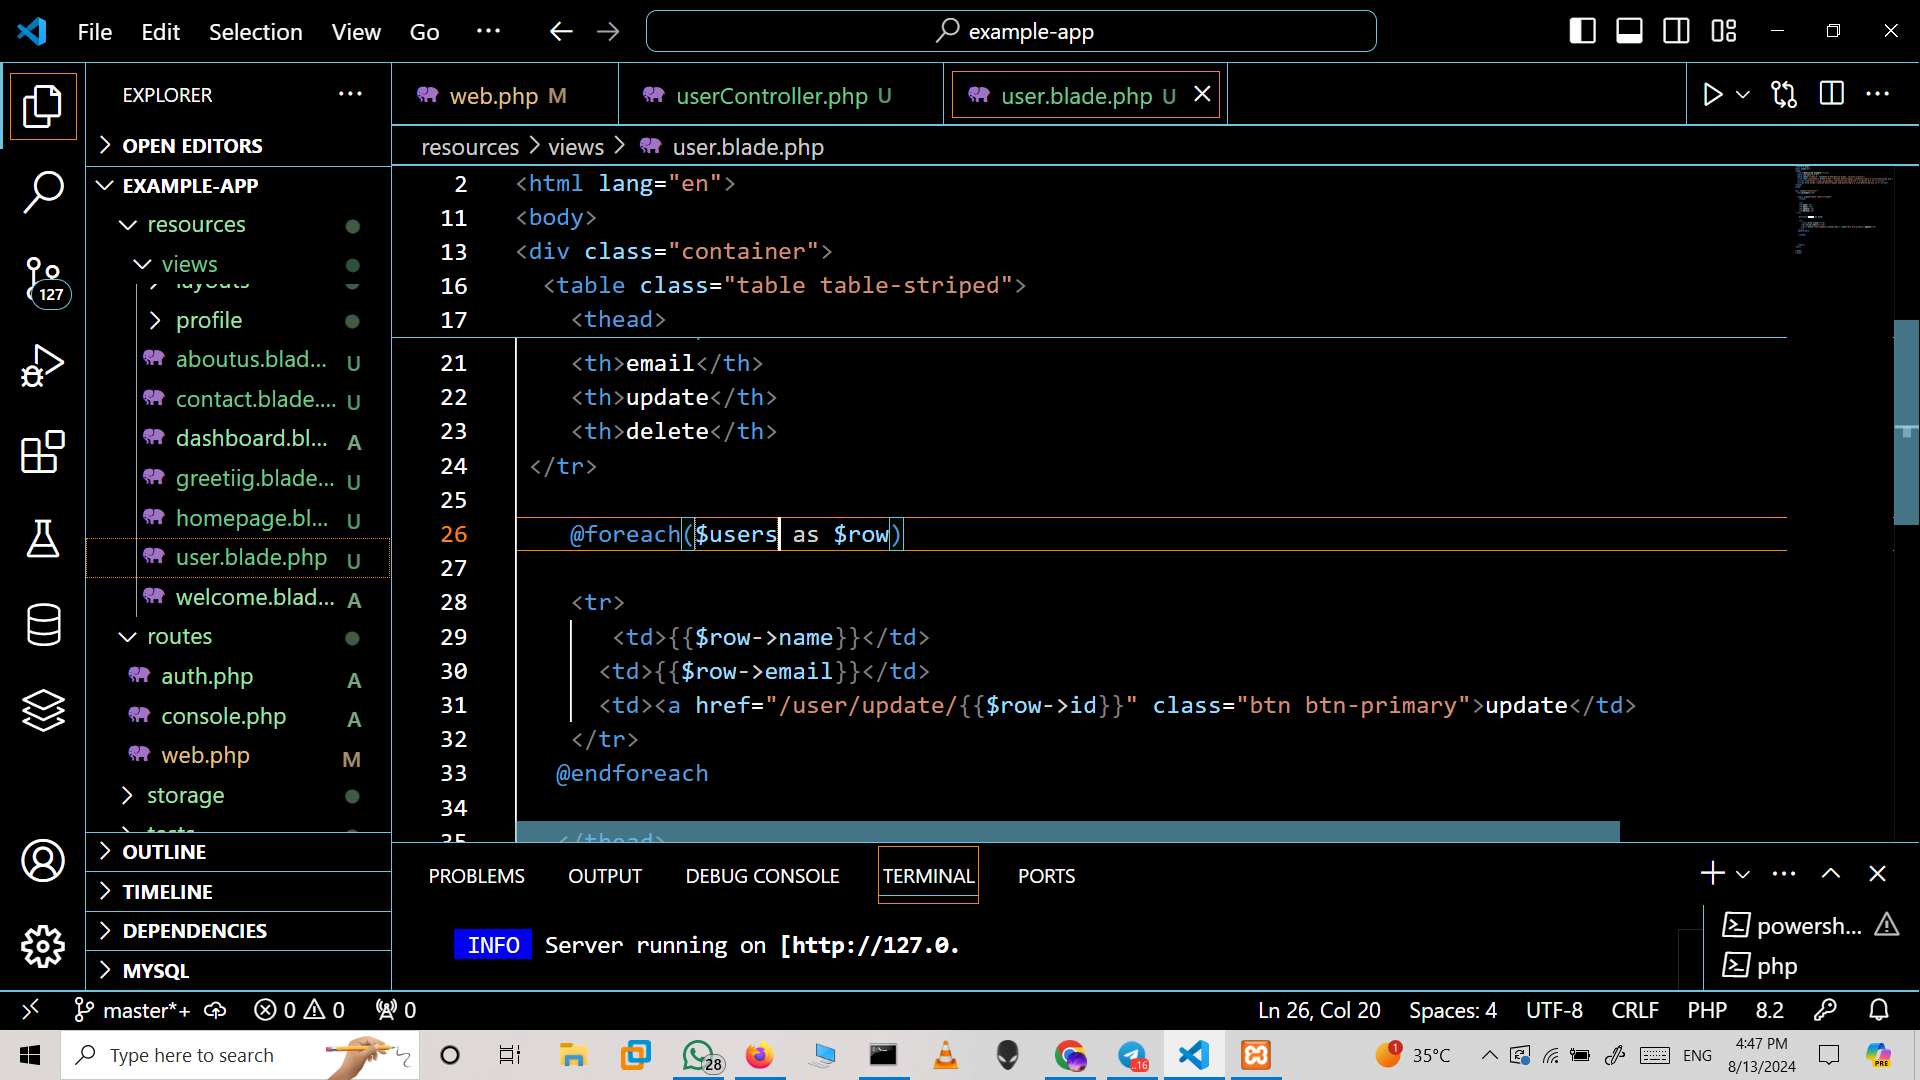 File Edit Selection View Go ··· example-app
EXPLORER ···
OPEN EDITORS
EXAMPLE-APP
resources
views
layouts
profile
aboutus.blad... U
contact.blade.... U
dashboard.bl... A
greetiig.blade... U
homepage.bl... U
user.blade.php U
welcome.blad... A
routes
auth.php A
console.php A
web.php M
storage
tests
OUTLINE
TIMELINE
DEPENDENCIES
MYSQL
127
web.php M userController.php U user.blade.php U
resources > views > user.blade.php
2 <html lang="en">
11 <body>
13 <div class="container">
16 <table class="table table-striped">
17 <thead>
21 <th>email</th>
22 <th>update</th>
23 <th>delete</th>
24 </tr>
25
26 @foreach($users as $row)
27
28 <tr>
29 <td>{{$row->name}}</td>
30 <td>{{$row->email}}</td>
31 <td><a href="/user/update/{{$row->id}}" class="btn btn-primary">update</td>
32 </tr>
33 @endforeach
34
35 </thead>
PROBLEMS OUTPUT DEBUG CONSOLE TERMINAL PORTS
INFO Server running on [http://127.0.
powersh...
php
master*+ 0 0 0 Ln 26, Col 20 Spaces: 4 UTF-8 CRLF PHP 8.2
Type here to search 28 ..16 1 35°C ENG 4:47 PM
8/13/2024
PRE